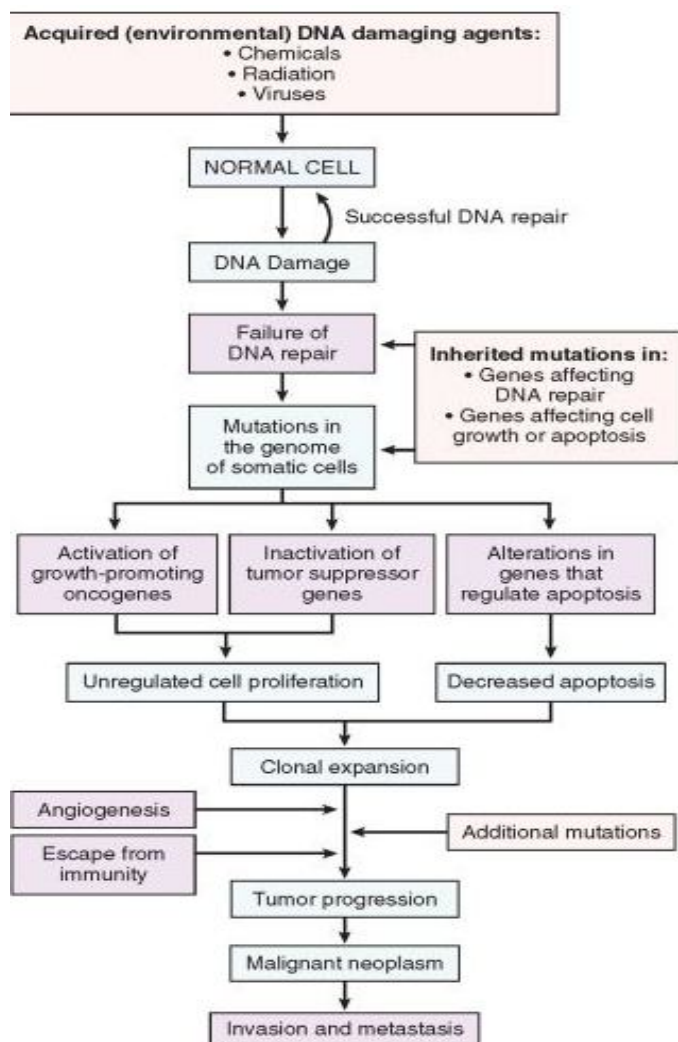 Acquired (environmental) DNA damaging agents:
• Chemicals
• Radiation
• Viruses
NORMAL CELL
Successful DNA repair
DNA Damage
Failure of
DNA repair
Inherited mutations in:
• Genes affecting
DNA repair
• Genes affecting cell
growth or apoptosis
Mutations in
the genome
of somatic cells
Activation of
growth-promoting
oncogenes
Inactivation of
tumor suppressor
genes
Alterations in
genes that
regulate apoptosis
Unregulated cell proliferation
Decreased apoptosis
Clonal expansion
Angiogenesis
Additional mutations
Escape from
immunity
Tumor progression
Malignant neoplasm
Invasion and metastasis